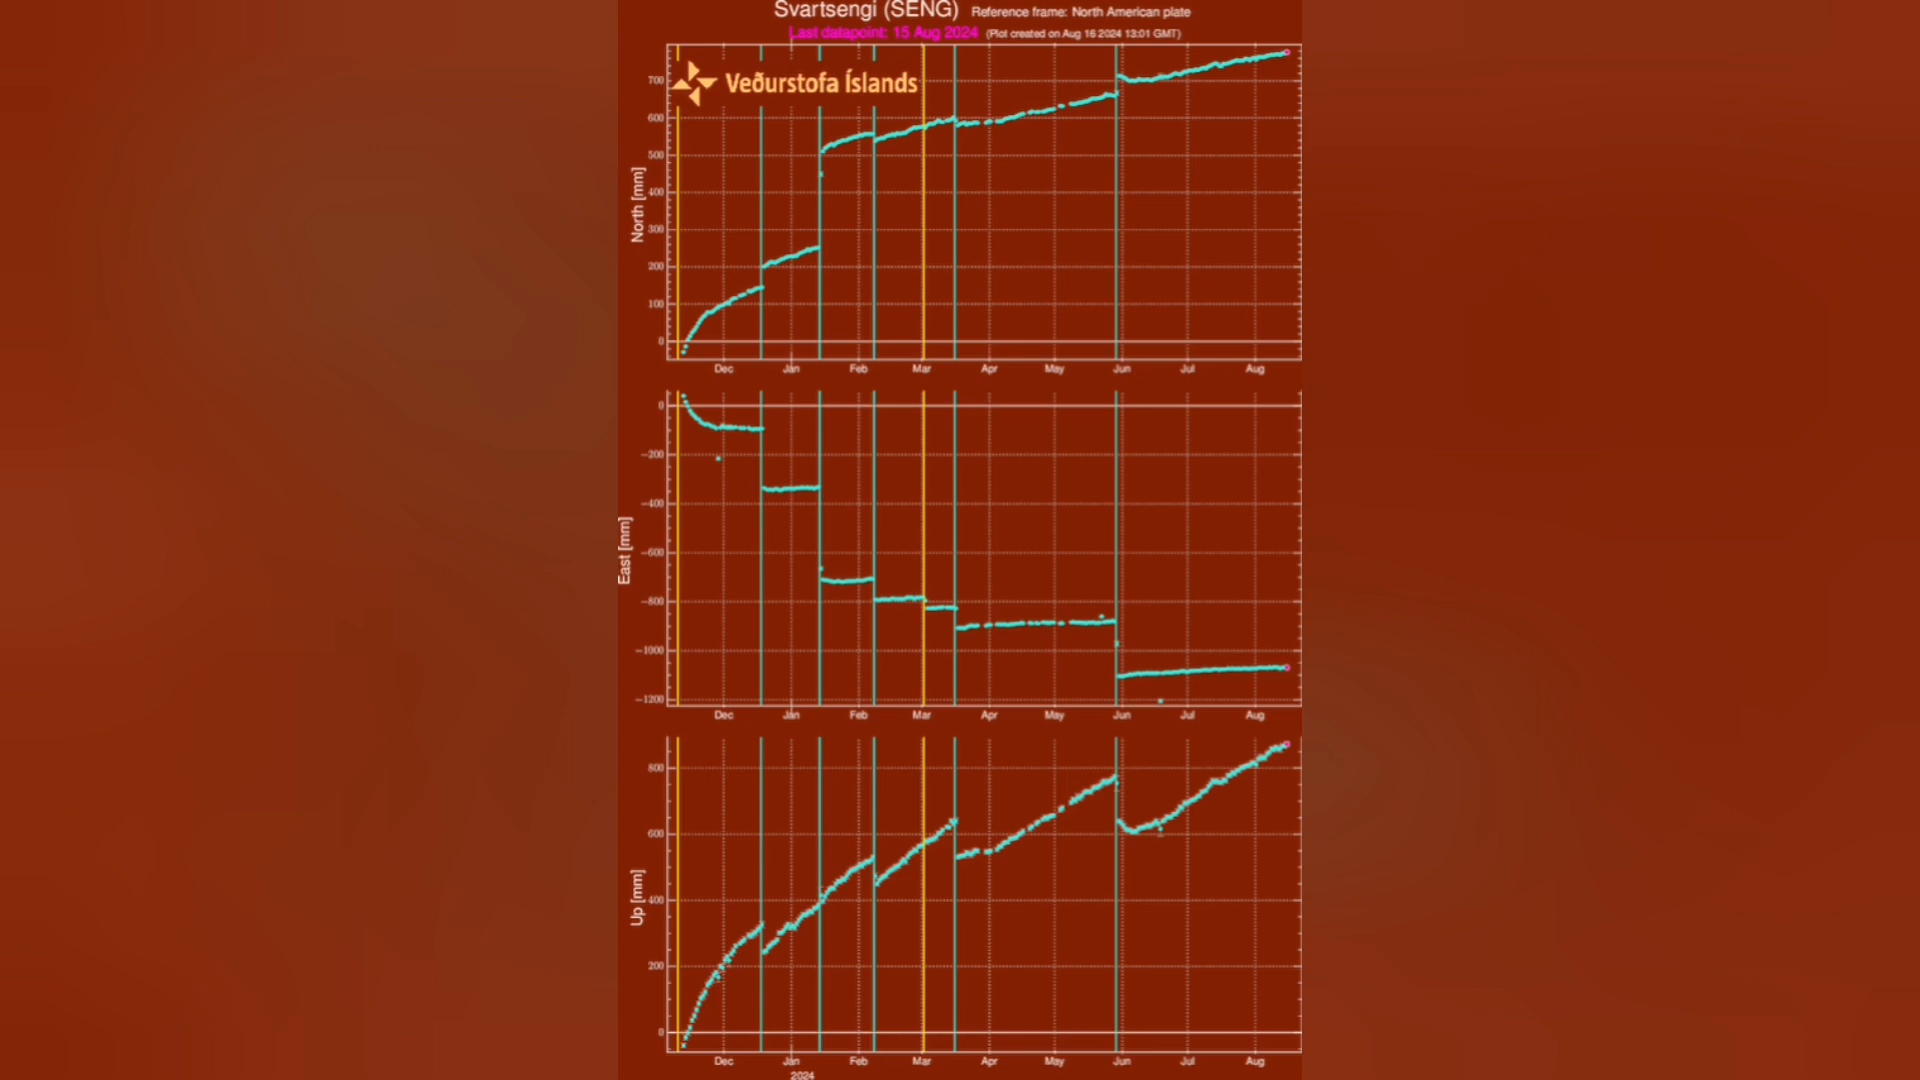 Svartsengi (SENG) Reference frame: North American plate
Last datapoint: 15 Aug 2024 (Plot created on Aug 16 2024 13:01 GMT)
Veðurstofa Íslands
North [mm]
700
600
500
400
300
200
100
0
Dec Jan Feb Mar Apr May Jun Jul Aug
East [mm]
0
−200
−400
−600
−800
−1000
−1200
Dec Jan Feb Mar Apr May Jun Jul Aug
Up [mm]
800
600
400
200
0
Dec Jan Feb Mar Apr May Jun Jul Aug
2024